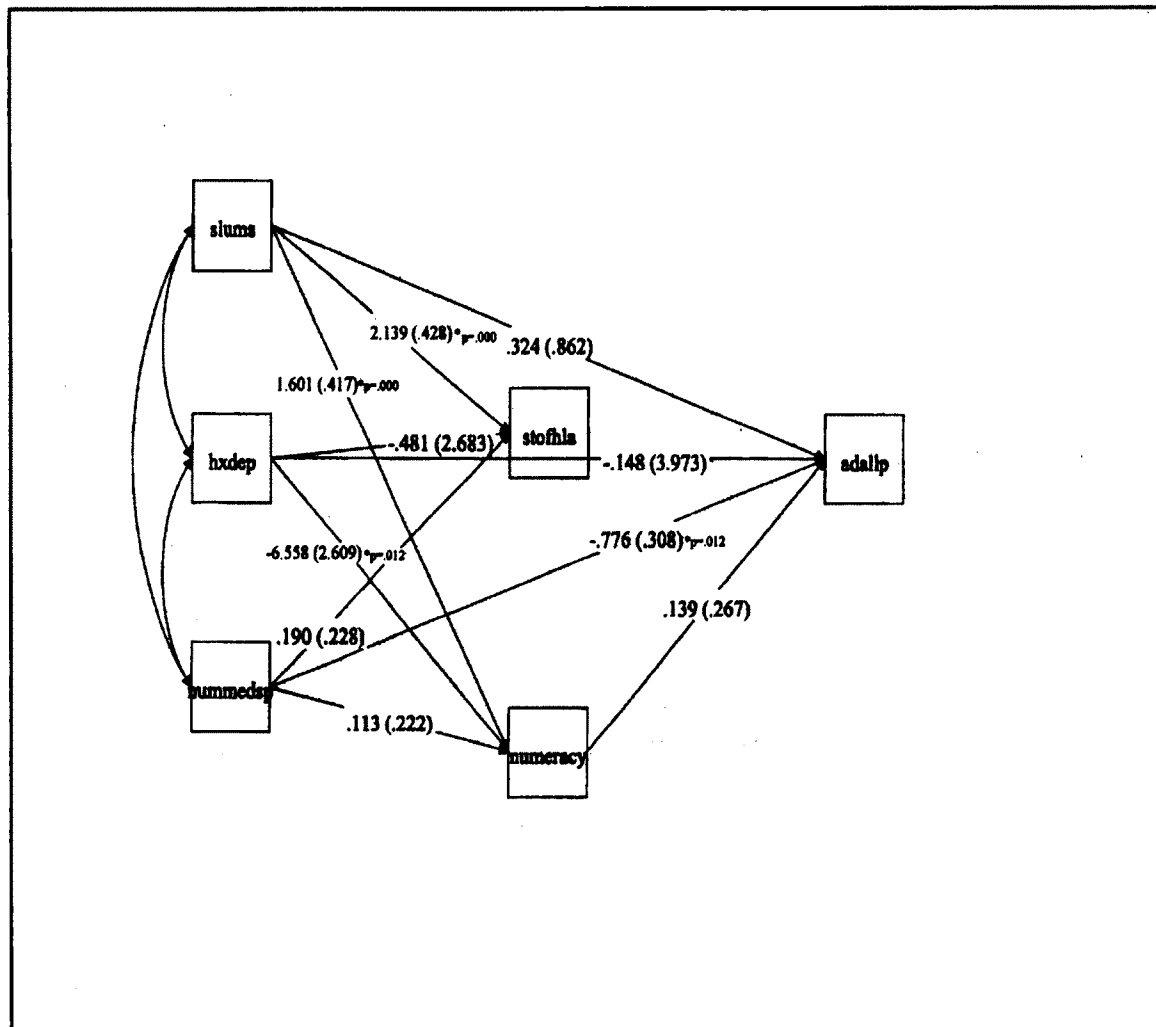 slums
2.139 (.428)*p=.000
.324 (.862)
1.601 (.417)*p=.000
stofhla
hxdep
-.481 (2.683)
-.148 (3.973)
adallp
-6.558 (2.609)*p=.012
-.776 (.308)*p=.012
.139 (.267)
.190 (.228)
nummedsp
.113 (.222)
numeracy